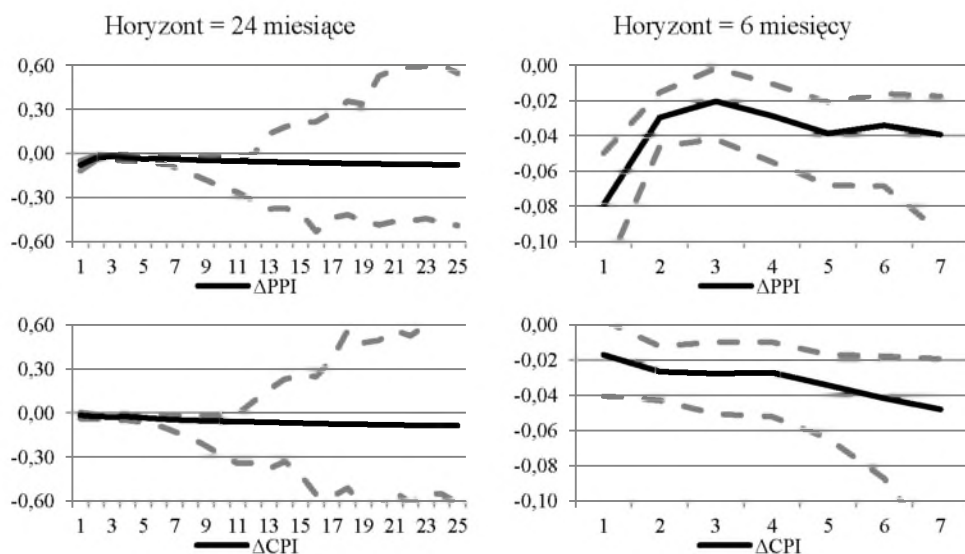 Horyzont = 24 miesiące
Horyzont = 6 miesięcy
0,60
0,30
0,00
-0,30
-0,60
1 3 5 7 9 11 13 15 17 19 21 23 25
ΔPPI
0,00
-0,02
-0,04
-0,06
-0,08
-0,10
1 2 3 4 5 6 7
ΔPPI
0,60
0,30
0,00
-0,30
-0,60
1 3 5 7 9 11 13 15 17 19 21 23 25
ΔCPI
0,00
-0,02
-0,04
-0,06
-0,08
-0,10
1 2 3 4 5 6 7
ΔCPI